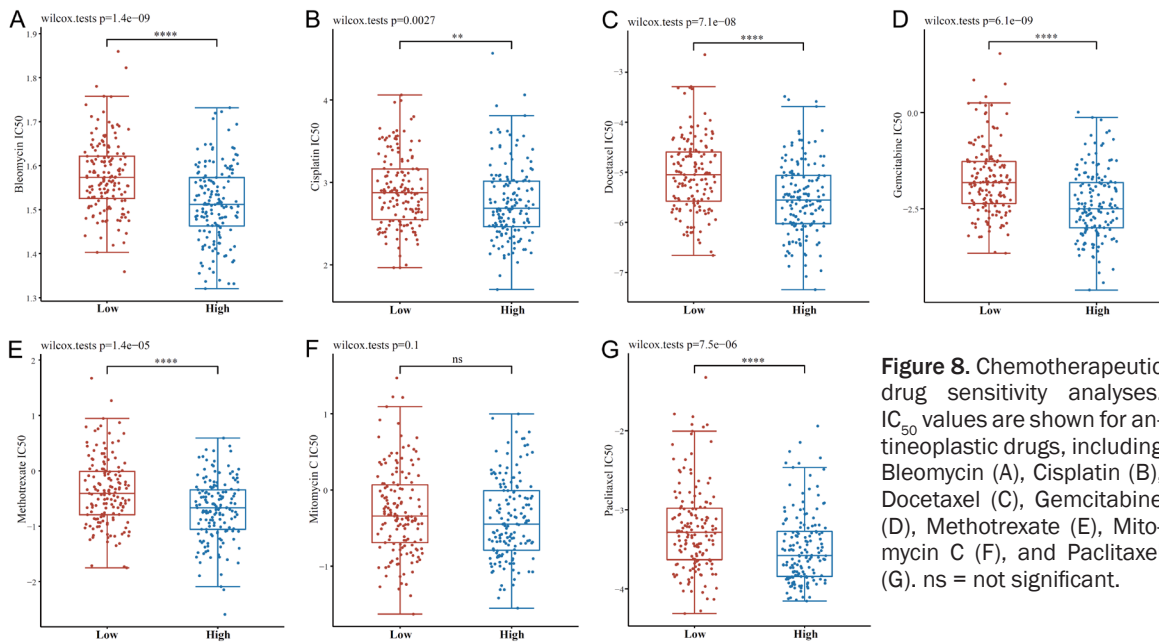 A
wilcox.tests p=1.4e−09
****
Bleomycin IC50
1.9
1.8
1.7
1.6
1.5
1.4
1.3
Low High
B
wilcox.tests p=0.0027
**
Cisplatin IC50
4
3
2
Low High
C
wilcox.tests p=7.1e−08
****
Docetaxel IC50
−3
−4
−5
−6
−7
Low High
D
wilcox.tests p=6.1e−09
****
Gemcitabine IC50
0.0
−2.5
Low High
E
wilcox.tests p=1.4e−05
****
Methotrexate IC50
2
1
0
−1
−2
Low High
F
wilcox.tests p=0.1
ns
Mitomycin C IC50
1
0
−1
Low High
G
wilcox.tests p=7.5e−06
****
Paclitaxel IC50
−2
−3
−4
Low High
Figure 8. Chemotherapeutic
drug sensitivity analyses.
IC50 values are shown for an-
tineoplastic drugs, including
Bleomycin (A), Cisplatin (B),
Docetaxel (C), Gemcitabine
(D), Methotrexate (E), Mito-
mycin C (F), and Paclitaxel
(G). ns = not significant.